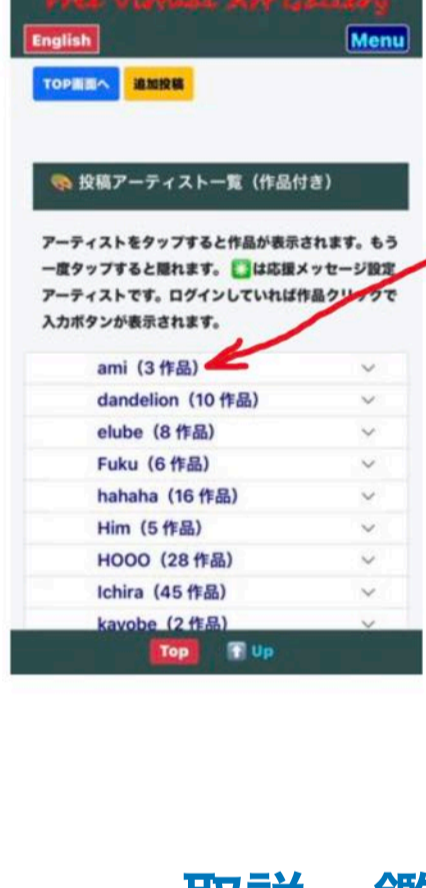 Free Virtual Art Gallery
English
Menu
TOP画面へ
追加投稿
🎨 投稿アーティスト一覧（作品付き）
アーティストをタップすると作品が表示されます。もう
一度タップすると隠れます。 ✳️は応援メッセージ設定
アーティストです。ログインしていれば作品クリックで
入力ボタンが表示されます。
ami（3 作品）
dandelion（10 作品）
elube（8 作品）
Fuku（6 作品）
hahaha（16 作品）
Him（5 作品）
HOOO（28 作品）
Ichira（45 作品）
kayobe（2 作品）
Top
⬆️ Up